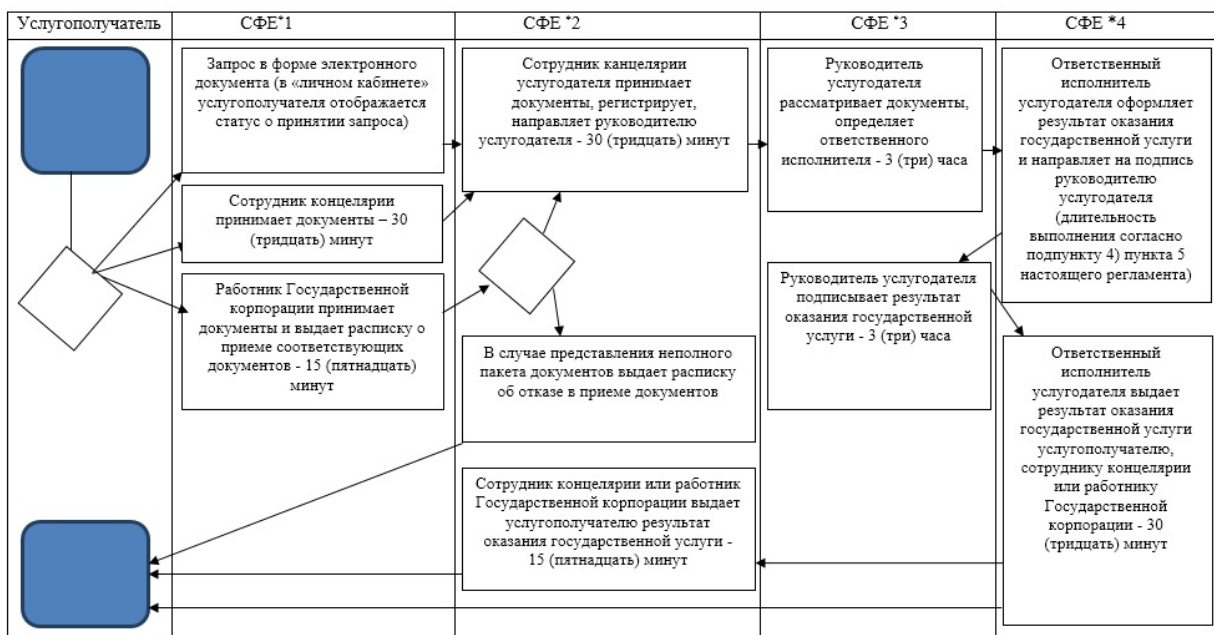 Услугополучатель
СФЕ*1
СФЕ *2
СФЕ *3
СФЕ *4
Запрос в форме электронного
документа (в «личном кабинете»
услугополучателя отображается
статус о принятии запроса)
Сотрудник концелярии
принимает документы – 30
(тридцать) минут
Работник Государственной
корпорации принимает
документы и выдает расписку о
приеме соответствующих
документов - 15 (пятнадцать)
минут
Сотрудник канцелярии
услугодателя принимает
документы, регистрирует,
направляет руководителю
услугодателя - 30 (тридцать) минут
В случае представления неполного
пакета документов выдает расписку
об отказе в приеме документов
Сотрудник концелярии или работник
Государственной корпорации выдает
услугополучателю результат
оказания государственной услуги -
15 (пятнадцать) минут
Руководитель
услугодателя
рассматривает документы,
определяет
ответственного
исполнителя - 3 (три) часа
Руководитель услугодателя
подписывает результат
оказания государственной
услуги - 3 (три) часа
Ответственный
исполнитель
услугодателя оформляет
результат оказания
государственной услуги
и направляет на подпись
руководителю
услугодателя
(длительность
выполнения согласно
подпункту 4) пункта 5
настоящего регламента)
Ответственный
исполнитель
услугодателя выдает
результат оказания
государственной услуги
услугополучателю,
сотруднику концелярии
или работнику
Государственной
корпорации - 30
(тридцать) минут